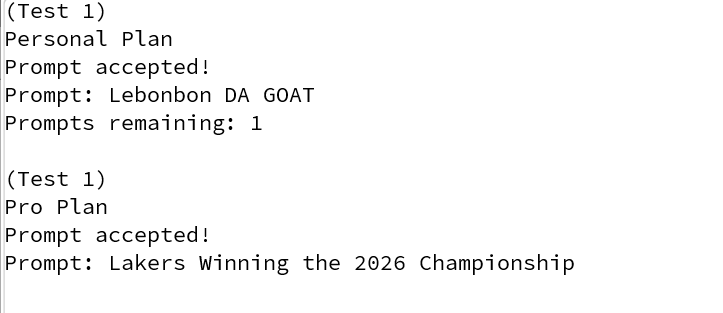 (Test 1)
Personal Plan
Prompt accepted!
Prompt: Lebonbon DA GOAT
Prompts remaining: 1
(Test 1)
Pro Plan
Prompt accepted!
Prompt: Lakers Winning the 2026 Championship